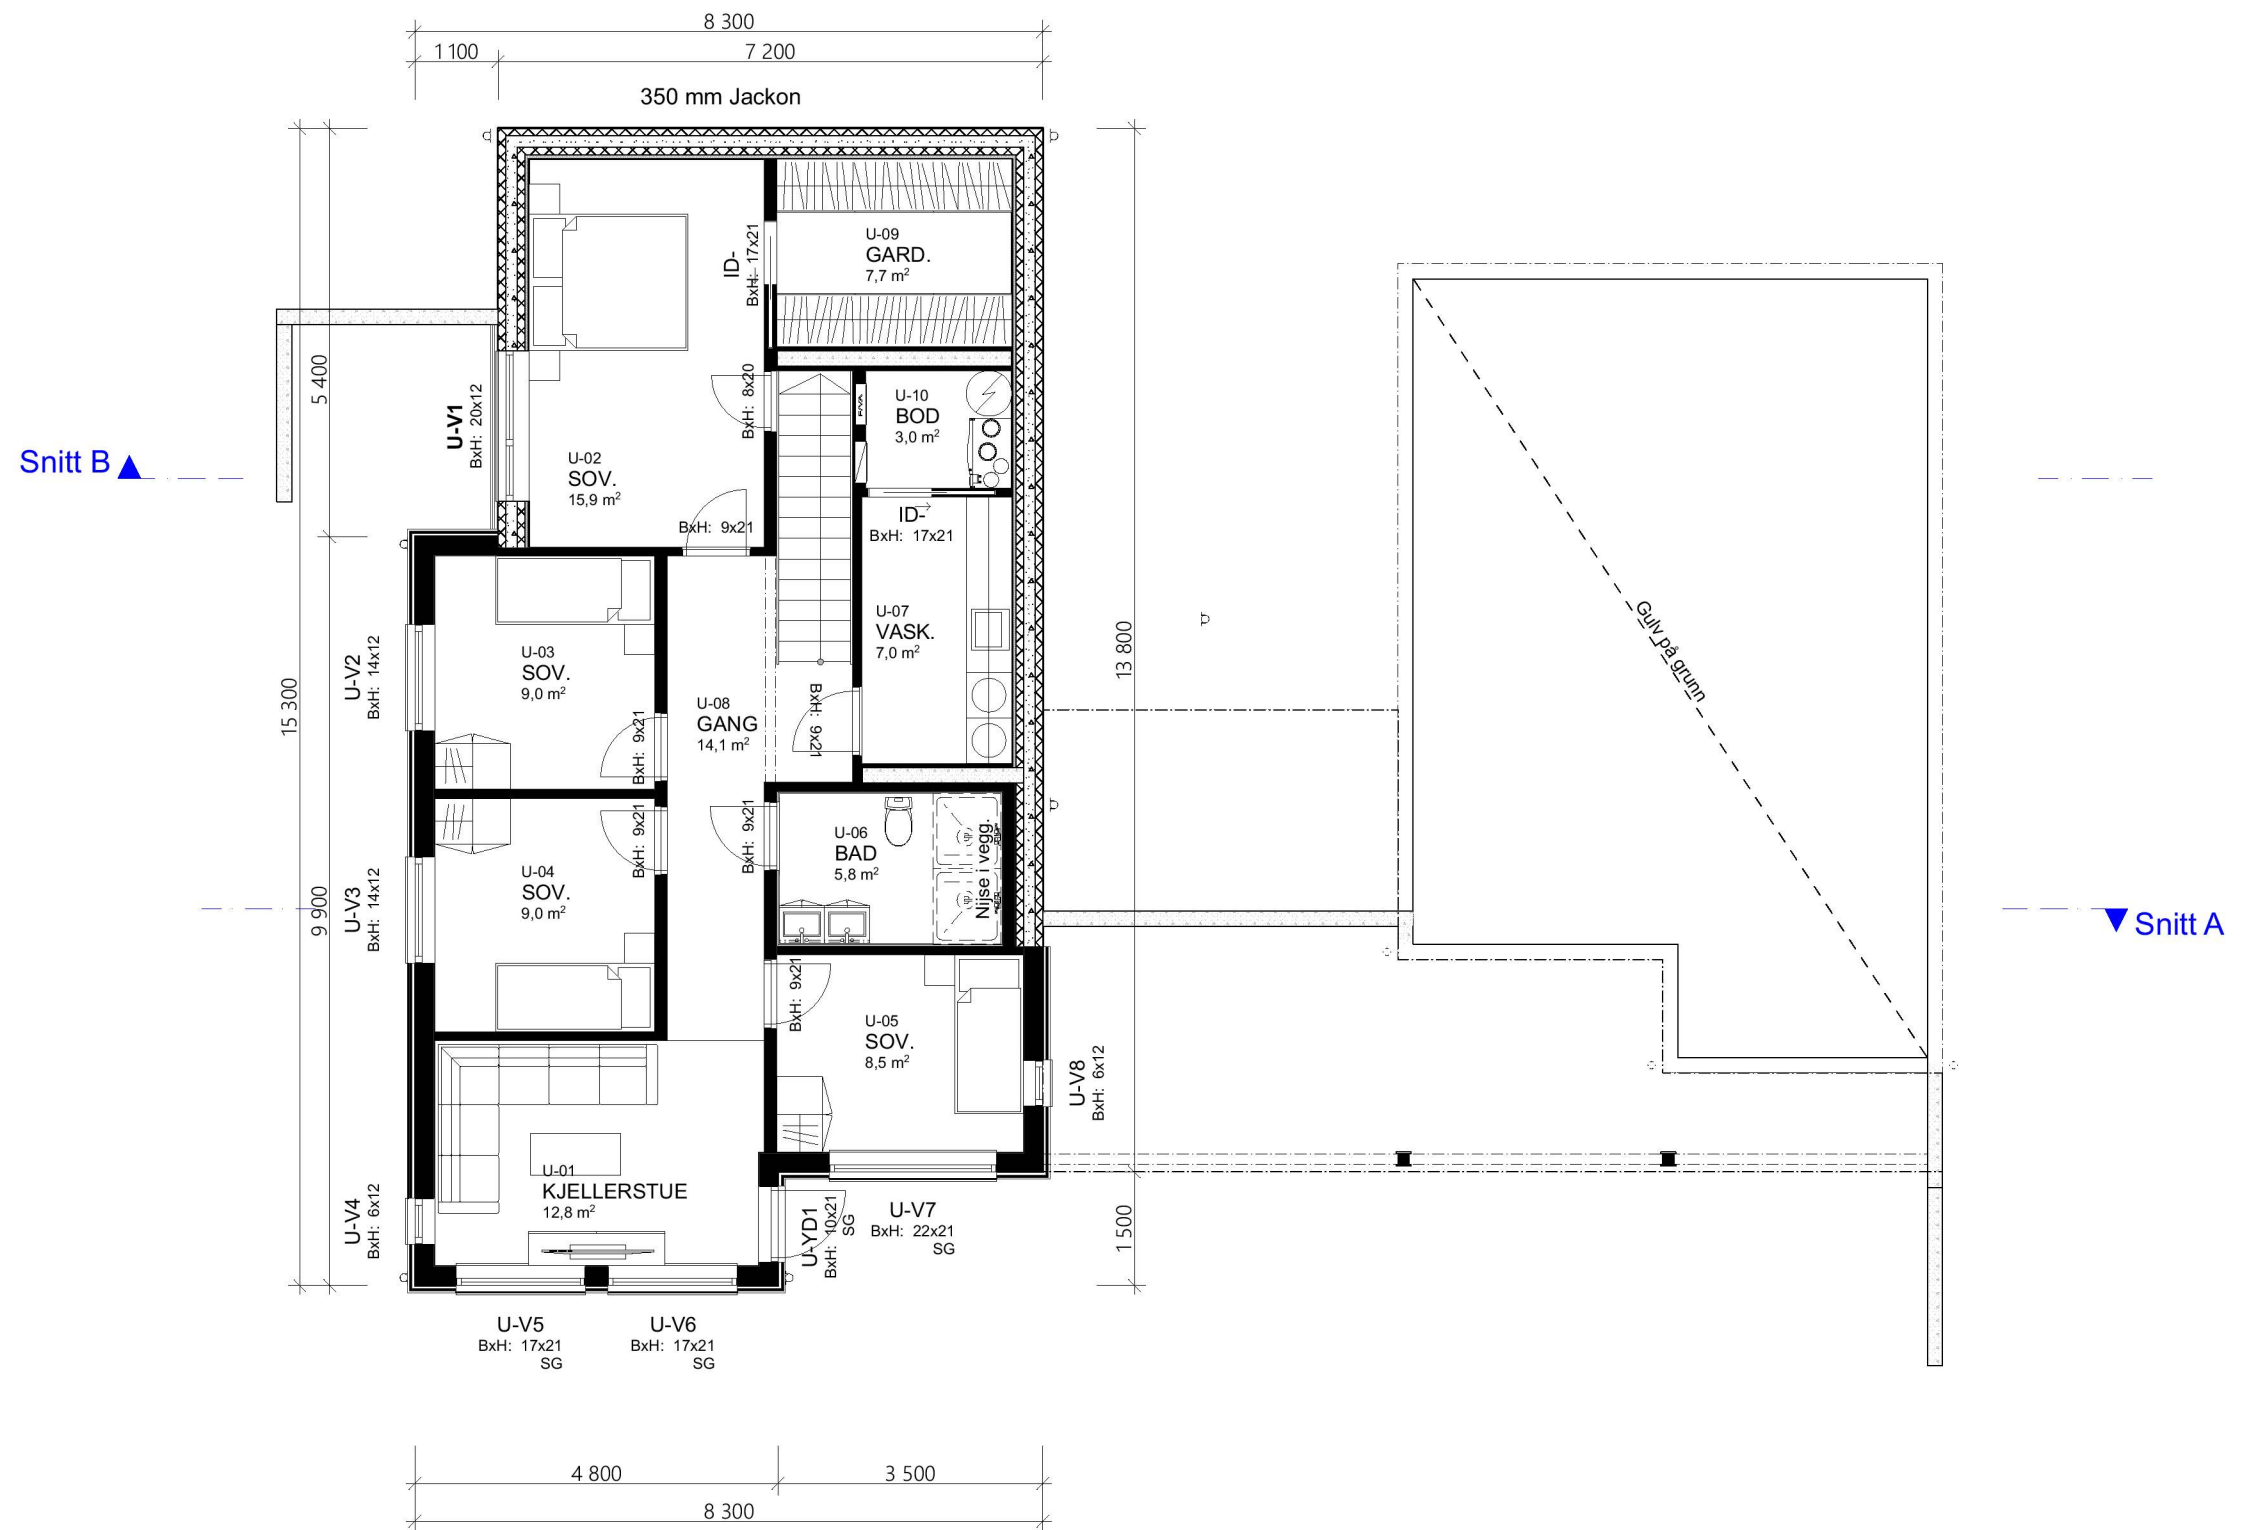 8 300
1 100
7 200
350 mm Jackon
15 300
5 400
9 900
13 800
1 500
U-09
GARD.
7,7 m²
ID-
BxH: 17x21
U-V1
BxH: 20x12
BxH: 8x20
U-10
BOD
3,0 m²
Snitt B
U-02
SOV.
15,9 m²
BxH: 9x21
ID-
BxH: 17x21
U-03
SOV.
9,0 m²
U-V2
BxH: 14x12
BxH: 9x21
U-07
VASK.
7,0 m²
U-08
GANG
14,1 m²
BxH: 9x21
Gulv på grunn
U-04
SOV.
9,0 m²
U-V3
BxH: 14x12
BxH: 9x21
BxH: 9x21
U-06
BAD
5,8 m²
Nijse i vegg.
Snitt A
BxH: 9x21
U-05
SOV.
8,5 m²
U-V8
BxH: 6x12
U-01
KJELLERSTUE
12,8 m²
U-V4
BxH: 6x12
U-YD1
BxH: 10x21
SG
U-V7
BxH: 22x21
SG
U-V5
BxH: 17x21
SG
U-V6
BxH: 17x21
SG
4 800
3 500
8 300